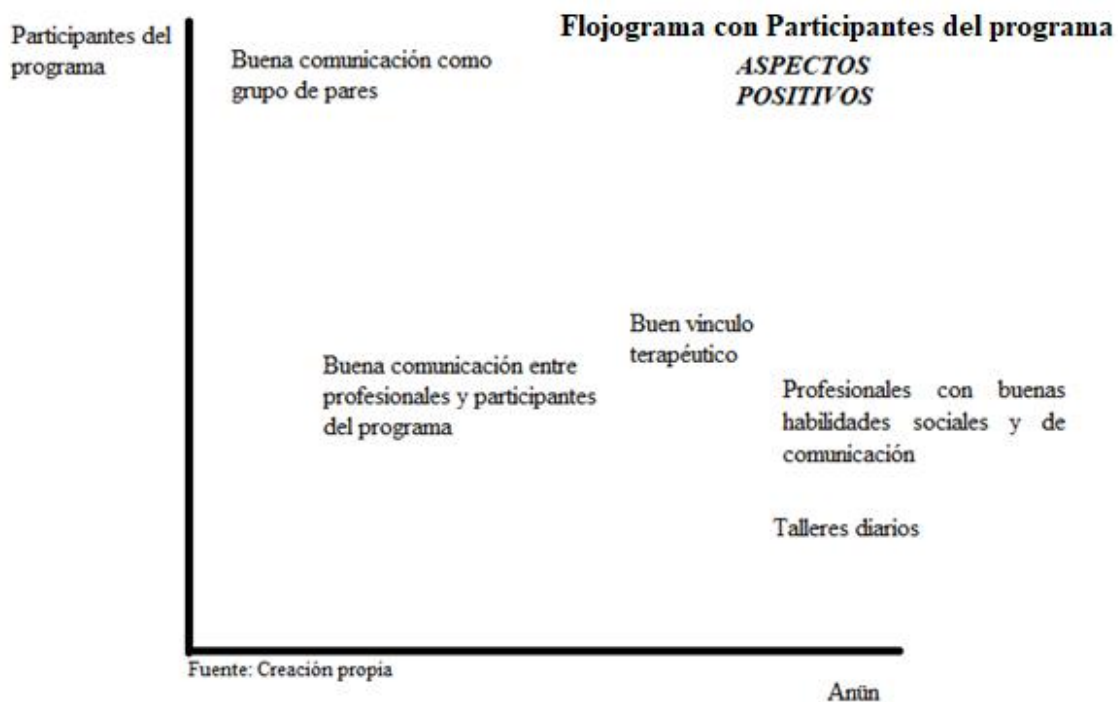 Flojograma con Participantes del programa
ASPECTOS
POSITIVOS
Participantes del
programa
Buena comunicación como
grupo de pares
Buen vinculo
terapéutico
Buena comunicación entre
profesionales y participantes
del programa
Profesionales con buenas
habilidades sociales y de
comunicación
Talleres diarios
Fuente: Creación propia
Anün